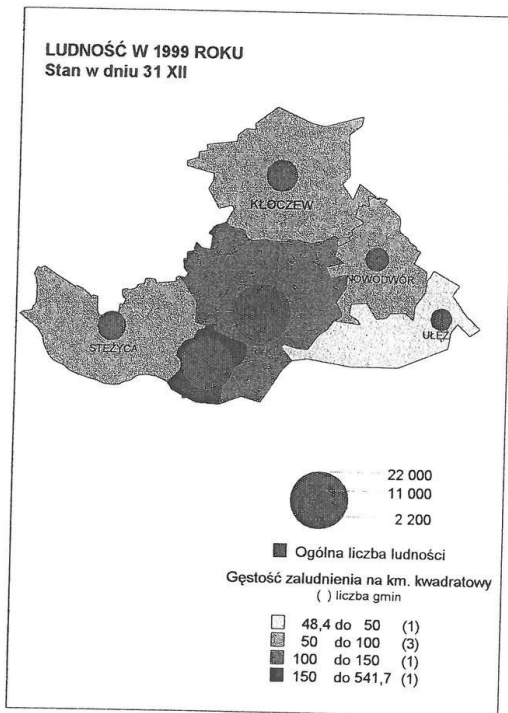 LUDNOŚĆ W 1999 ROKU
Stan w dniu 31 XII
KŁOCZEW
NOWODWÓR
STĘŻYCA
UŁĘŻ
22 000
11 000
2 200
Ogólna liczba ludności
Gęstość zaludnienia na km. kwadratowy
( ) liczba gmin
48,4 do 50 (1)
50 do 100 (3)
100 do 150 (1)
150 do 541,7 (1)